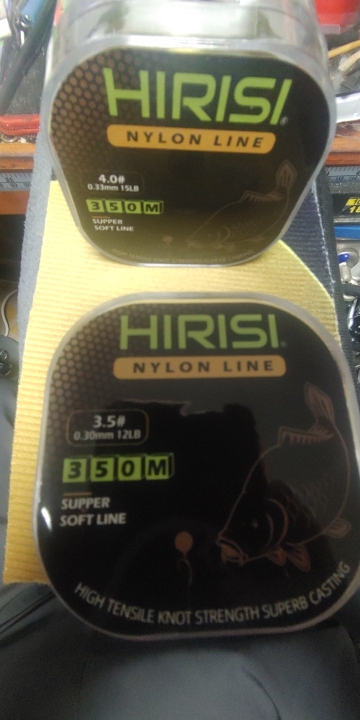 HIRISI®
NYLON LINE
4.0#
0.33mm 15LB
350M
SUPPER
SOFT LINE
HIRISI
NYLON LINE
3.5#
0.30mm 12LB
350M
SUPPER
SOFT LINE
HIGH TENSILE KNOT STRENGTH SUPERB CASTING